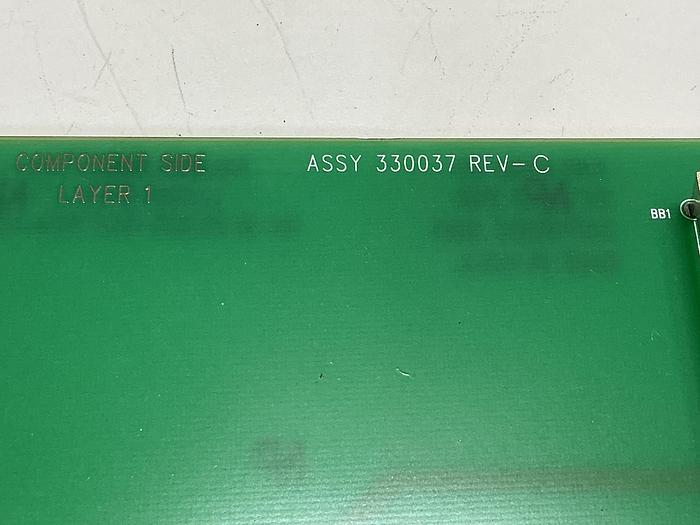 COMPONENT SIDE
LAYER 1
ASSY 330037 REV-C
BB1